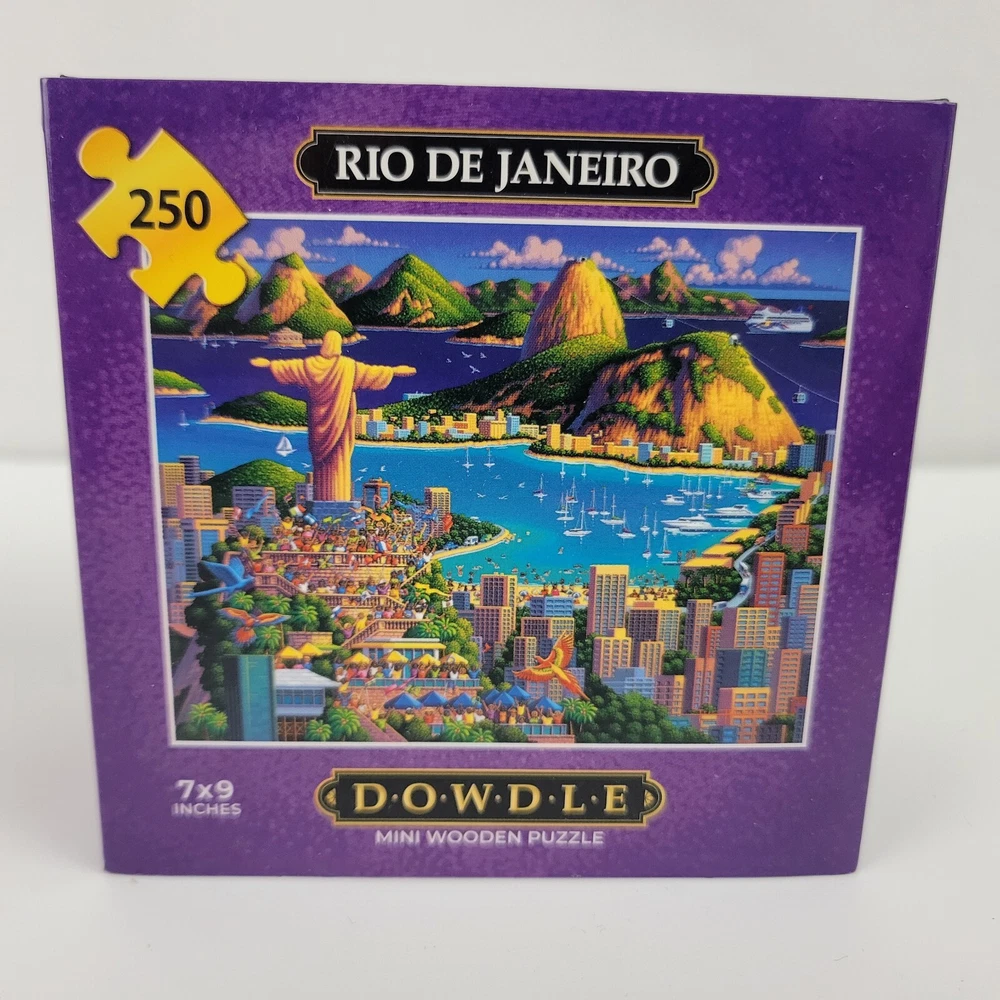 RIO DE JANEIRO
250
7x9
INCHES
D·O·W·D·L·E
MINI WOODEN PUZZLE